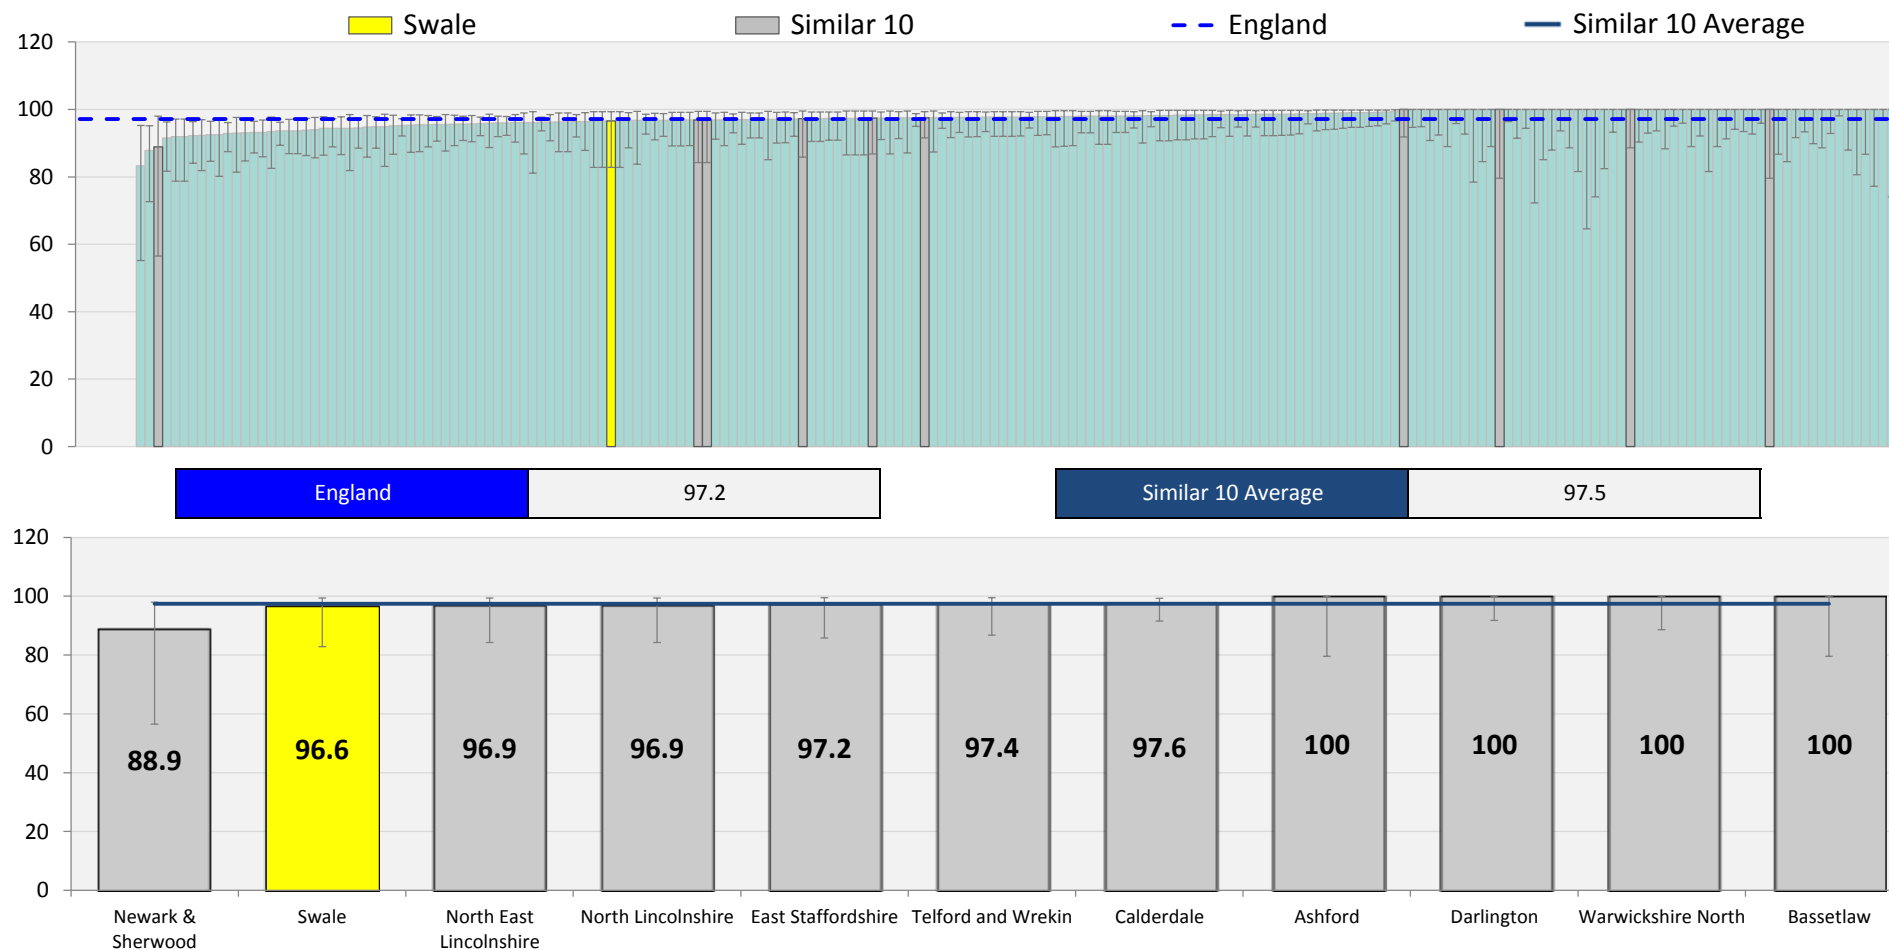 Swale Similar 10 England Similar 10 Average
120
100
80
60
40
20
0
England 97.2 Similar 10 Average 97.5
120
100
80
60
40
20
0
88.9 96.6 96.9 96.9 97.2 97.4 97.6 100 100 100 100
Newark & Swale North East North Lincolnshire East Staffordshire Telford and Wrekin Calderdale Ashford Darlington Warwickshire North Bassetlaw
Sherwood Lincolnshire